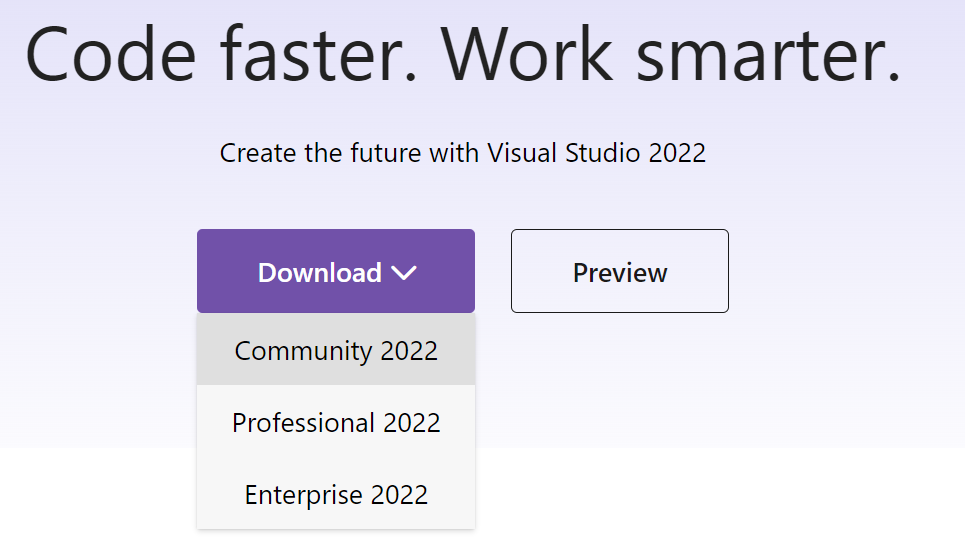 Code faster. Work smarter.
Create the future with Visual Studio 2022
Download
Preview
Community 2022
Professional 2022
Enterprise 2022